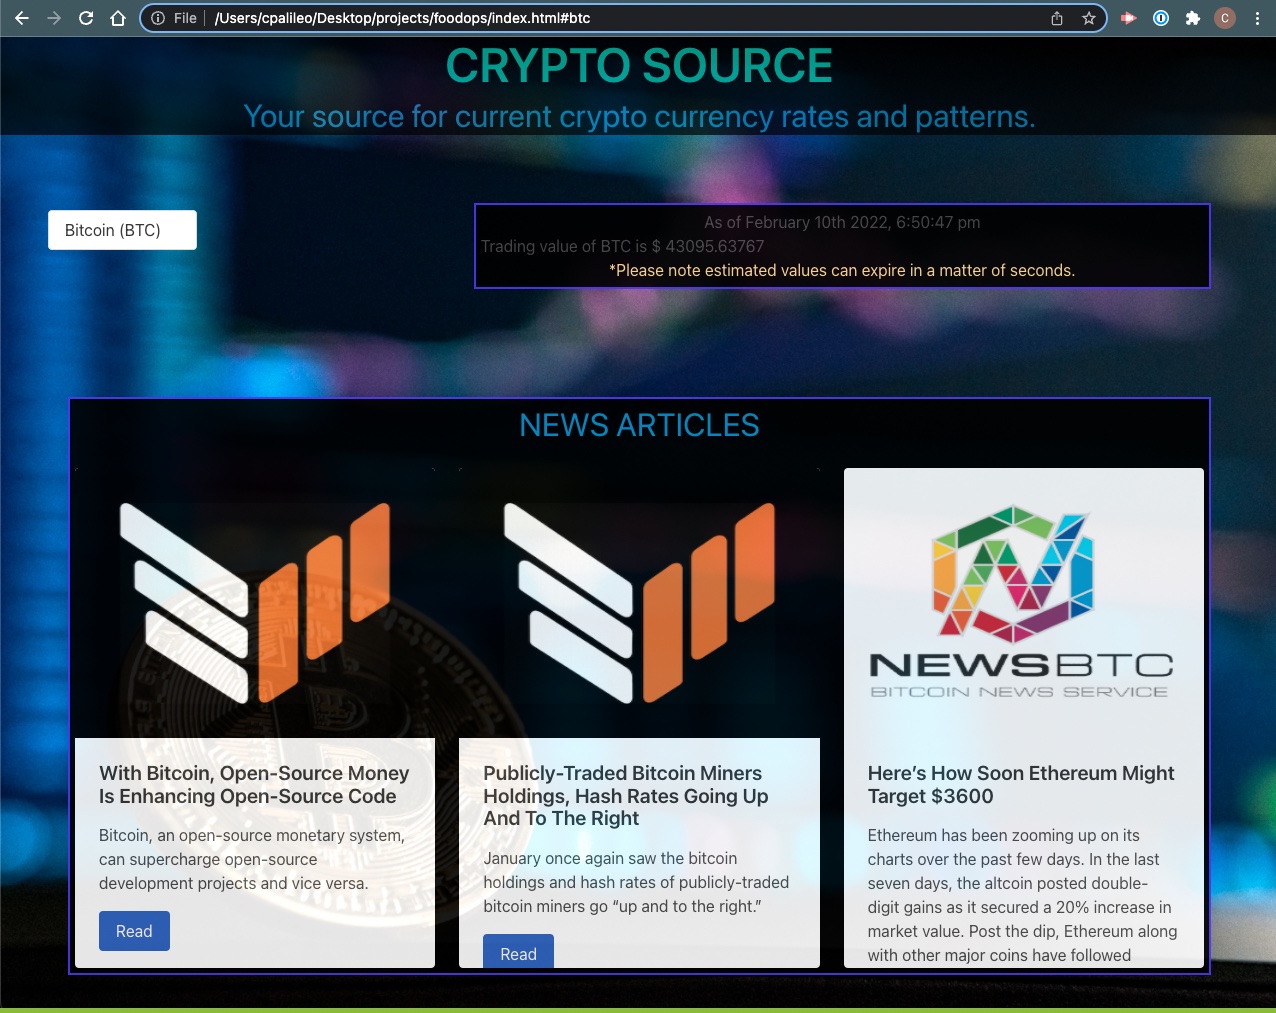 File
/Users/cpalileo/Desktop/projects/foodops/index.html#btc
C
CRYPTO SOURCE
Your source for current crypto currency rates and patterns.
Bitcoin (BTC)
As of February 10th 2022, 6:50:47 pm
Trading value of BTC is $ 43095.63767
*Please note estimated values can expire in a matter of seconds.
NEWS ARTICLES
With Bitcoin, Open-Source Money
Is Enhancing Open-Source Code
Bitcoin, an open-source monetary system,
can supercharge open-source
development projects and vice versa.
Read
Publicly-Traded Bitcoin Miners
Holdings, Hash Rates Going Up
And To The Right
January once again saw the bitcoin
holdings and hash rates of publicly-traded
bitcoin miners go “up and to the right.”
Read
NEWSBTC
BITCOIN NEWS SERVICE
Here’s How Soon Ethereum Might
Target $3600
Ethereum has been zooming up on its
charts over the past few days. In the last
seven days, the altcoin posted double-
digit gains as it secured a 20% increase in
market value. Post the dip, Ethereum along
with other major coins have followed